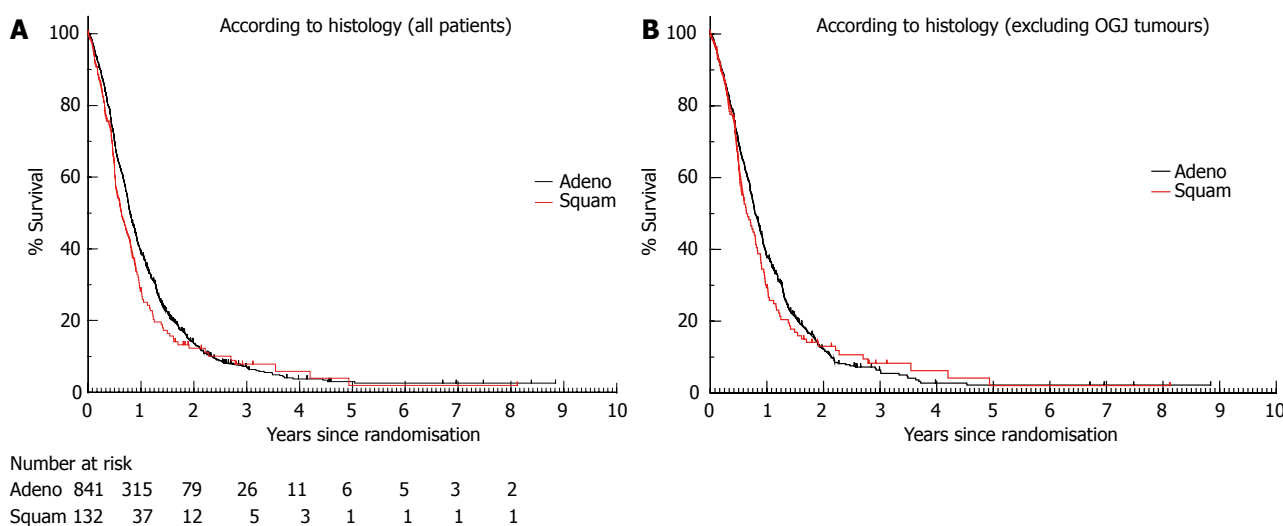 A
According to histology (all patients)
100
80
60
40
20
0
% Survival
Adeno
Squam
0 1 2 3 4 5 6 7 8 9 10
Years since randomisation
Number at risk
Adeno 841 315 79 26 11 6 5 3 2
Squam 132 37 12 5 3 1 1 1 1
B
According to histology (excluding OGJ tumours)
100
80
60
40
20
0
% Survival
Adeno
Squam
0 1 2 3 4 5 6 7 8 9 10
Years since randomisation